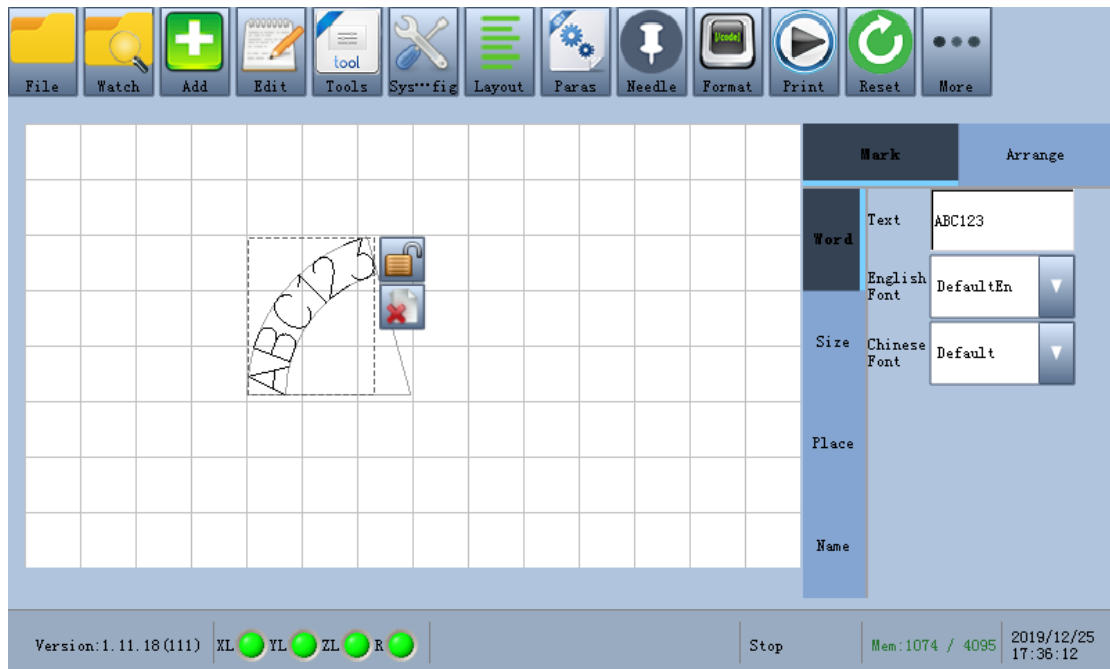 [Vcode]
tool
File Watch Add Edit Tools Sys···fig Layout Paras Needle Format Print Reset More
Mark Arrange
Word
Text ABC123
English Font DefaultEn
Size
Chinese Font Default
Place
Name
ABC123
Version:1.11.18(111) XL YL ZL R Stop Mem:1074 / 4095 2019/12/25
17:36:12